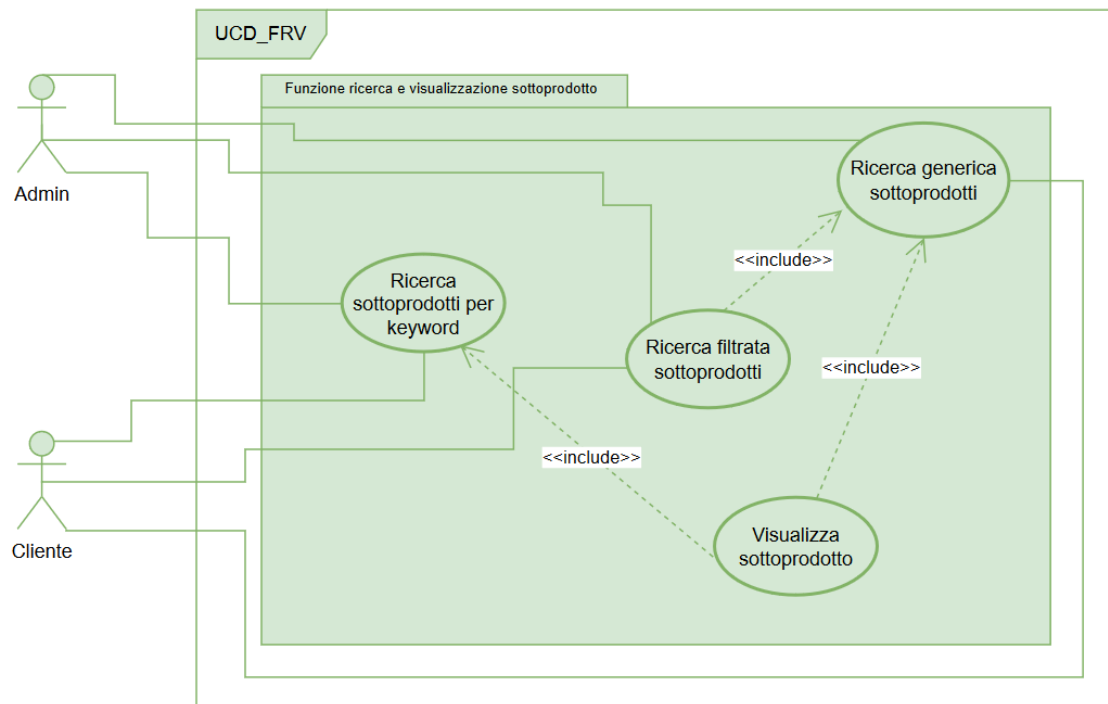 UCD_FRV
Funzione ricerca e visualizzazione sottoprodotto
Admin
Ricerca generica
sottoprodotti
<<include>>
Ricerca
sottoprodotti per
keyword
Ricerca filtrata
sottoprodotti
<<include>>
<<include>>
Cliente
Visualizza
sottoprodotto